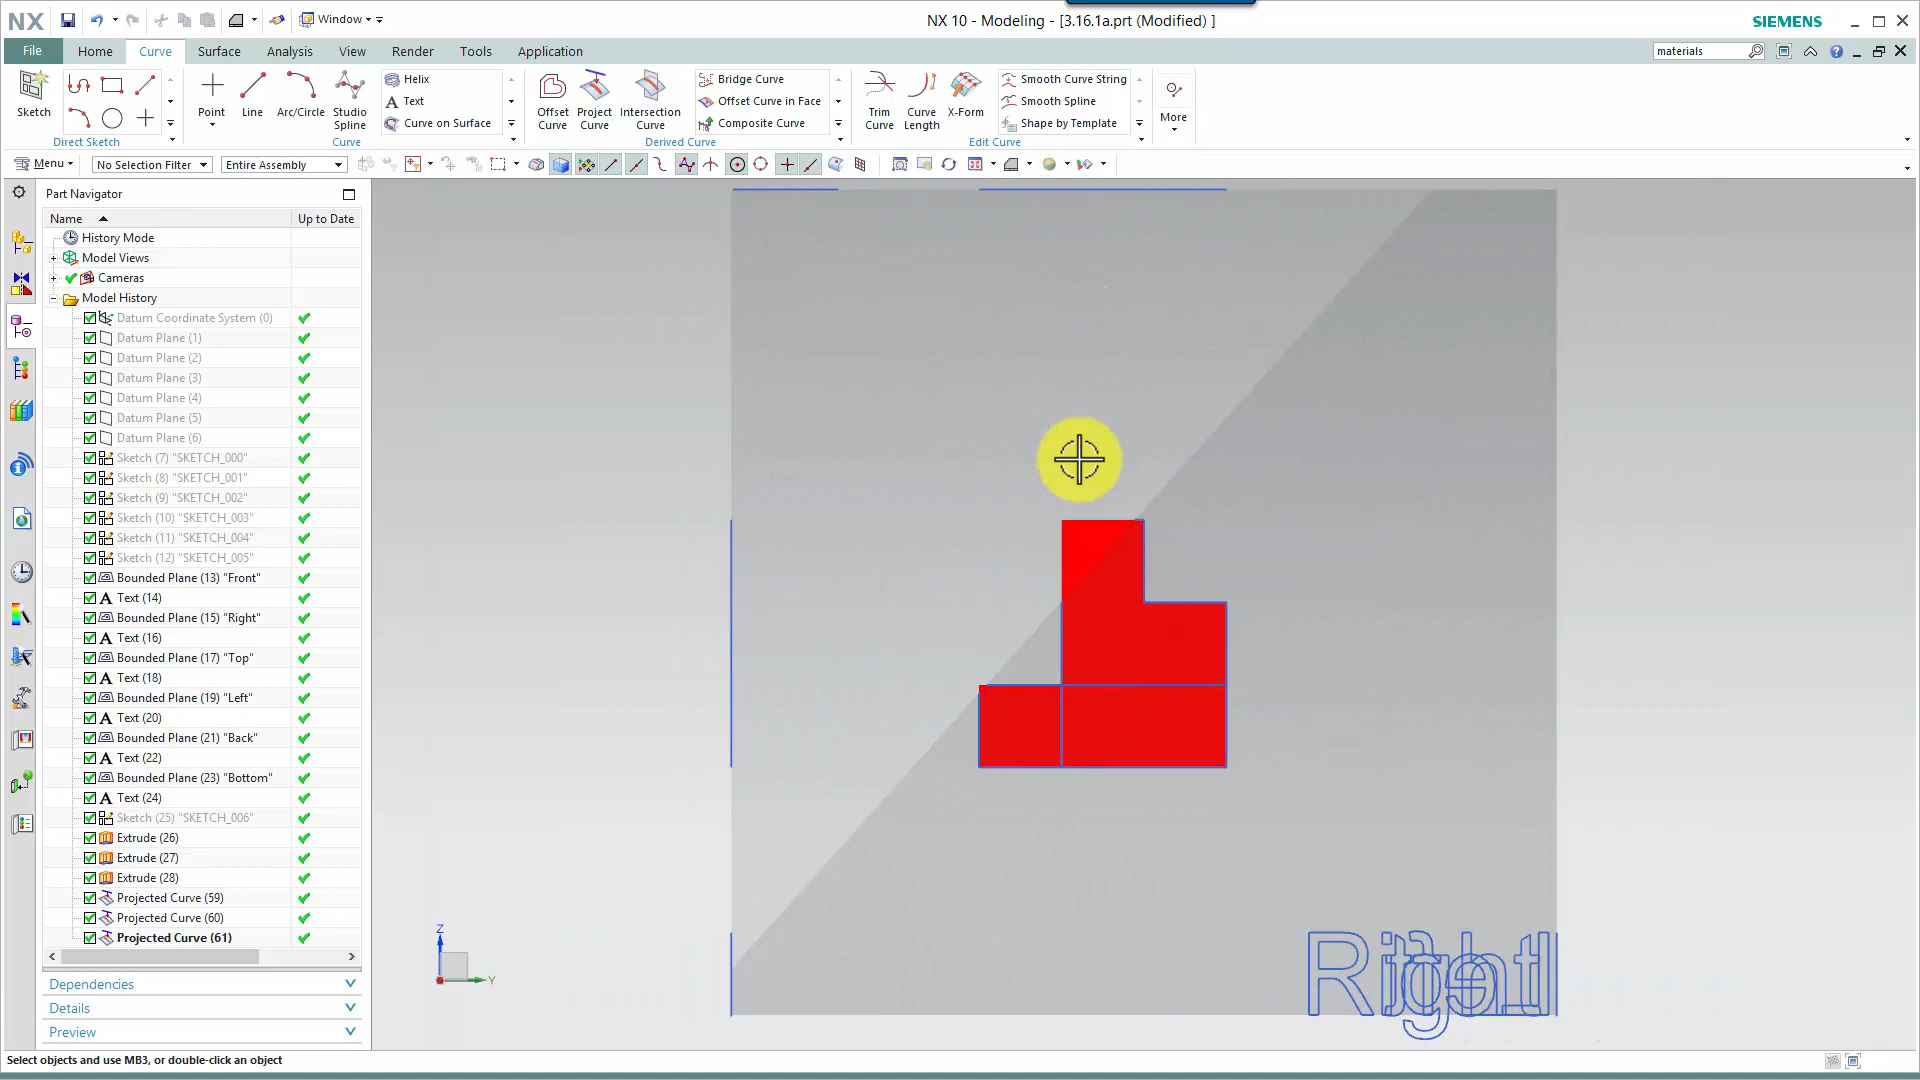 NX
Window
NX 10 - Modeling - [3.16.1a.prt (Modified) ]
SIEMENS
File
Home
Curve
Surface
Analysis
View
Render
Tools
Application
materials
Sketch
Direct Sketch
Point
Line
Arc/Circle
Studio
Spline
Helix
Text
Curve on Surface
Curve
Offset
Curve
Project
Curve
Intersection
Curve
Bridge Curve
Offset Curve in Face
Composite Curve
Derived Curve
Trim
Curve
Curve
Length
X-Form
Smooth Curve String
Smooth Spline
Shape by Template
Edit Curve
More
Menu
No Selection Filter
Entire Assembly
Part Navigator
Name
Up to Date
History Mode
Model Views
Cameras
Model History
Datum Coordinate System (0)
Datum Plane (1)
Datum Plane (2)
Datum Plane (3)
Datum Plane (4)
Datum Plane (5)
Datum Plane (6)
Sketch (7) "SKETCH_000"
Sketch (8) "SKETCH_001"
Sketch (9) "SKETCH_002"
Sketch (10) "SKETCH_003"
Sketch (11) "SKETCH_004"
Sketch (12) "SKETCH_005"
Bounded Plane (13) "Front"
Text (14)
Bounded Plane (15) "Right"
Text (16)
Bounded Plane (17) "Top"
Text (18)
Bounded Plane (19) "Left"
Text (20)
Bounded Plane (21) "Back"
Text (22)
Bounded Plane (23) "Bottom"
Text (24)
Sketch (25) "SKETCH_006"
Extrude (26)
Extrude (27)
Extrude (28)
Projected Curve (59)
Projected Curve (60)
Projected Curve (61)
Dependencies
Details
Preview
Z
Y
Right
Select objects and use MB3, or double-click an object